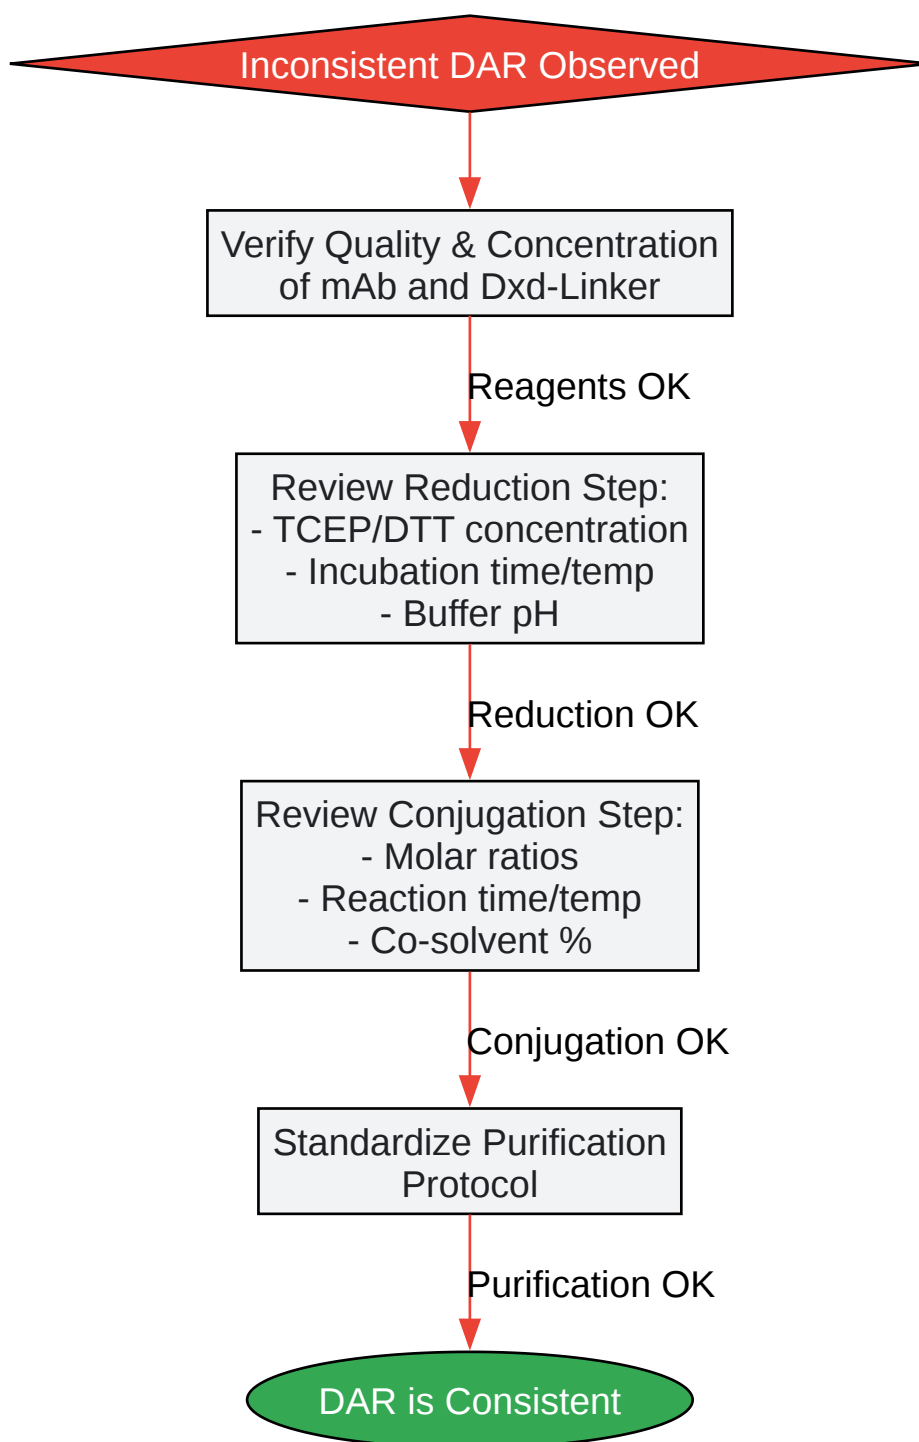 Inconsistent DAR Observed
Verify Quality & Concentration
of mAb and Dxd-Linker
Reagents OK
Review Reduction Step:
- TCEP/DTT concentration
- Incubation time/temp
- Buffer pH
Reduction OK
Review Conjugation Step:
- Molar ratios
- Reaction time/temp
- Co-solvent %
Conjugation OK
Standardize Purification
Protocol
Purification OK
DAR is Consistent